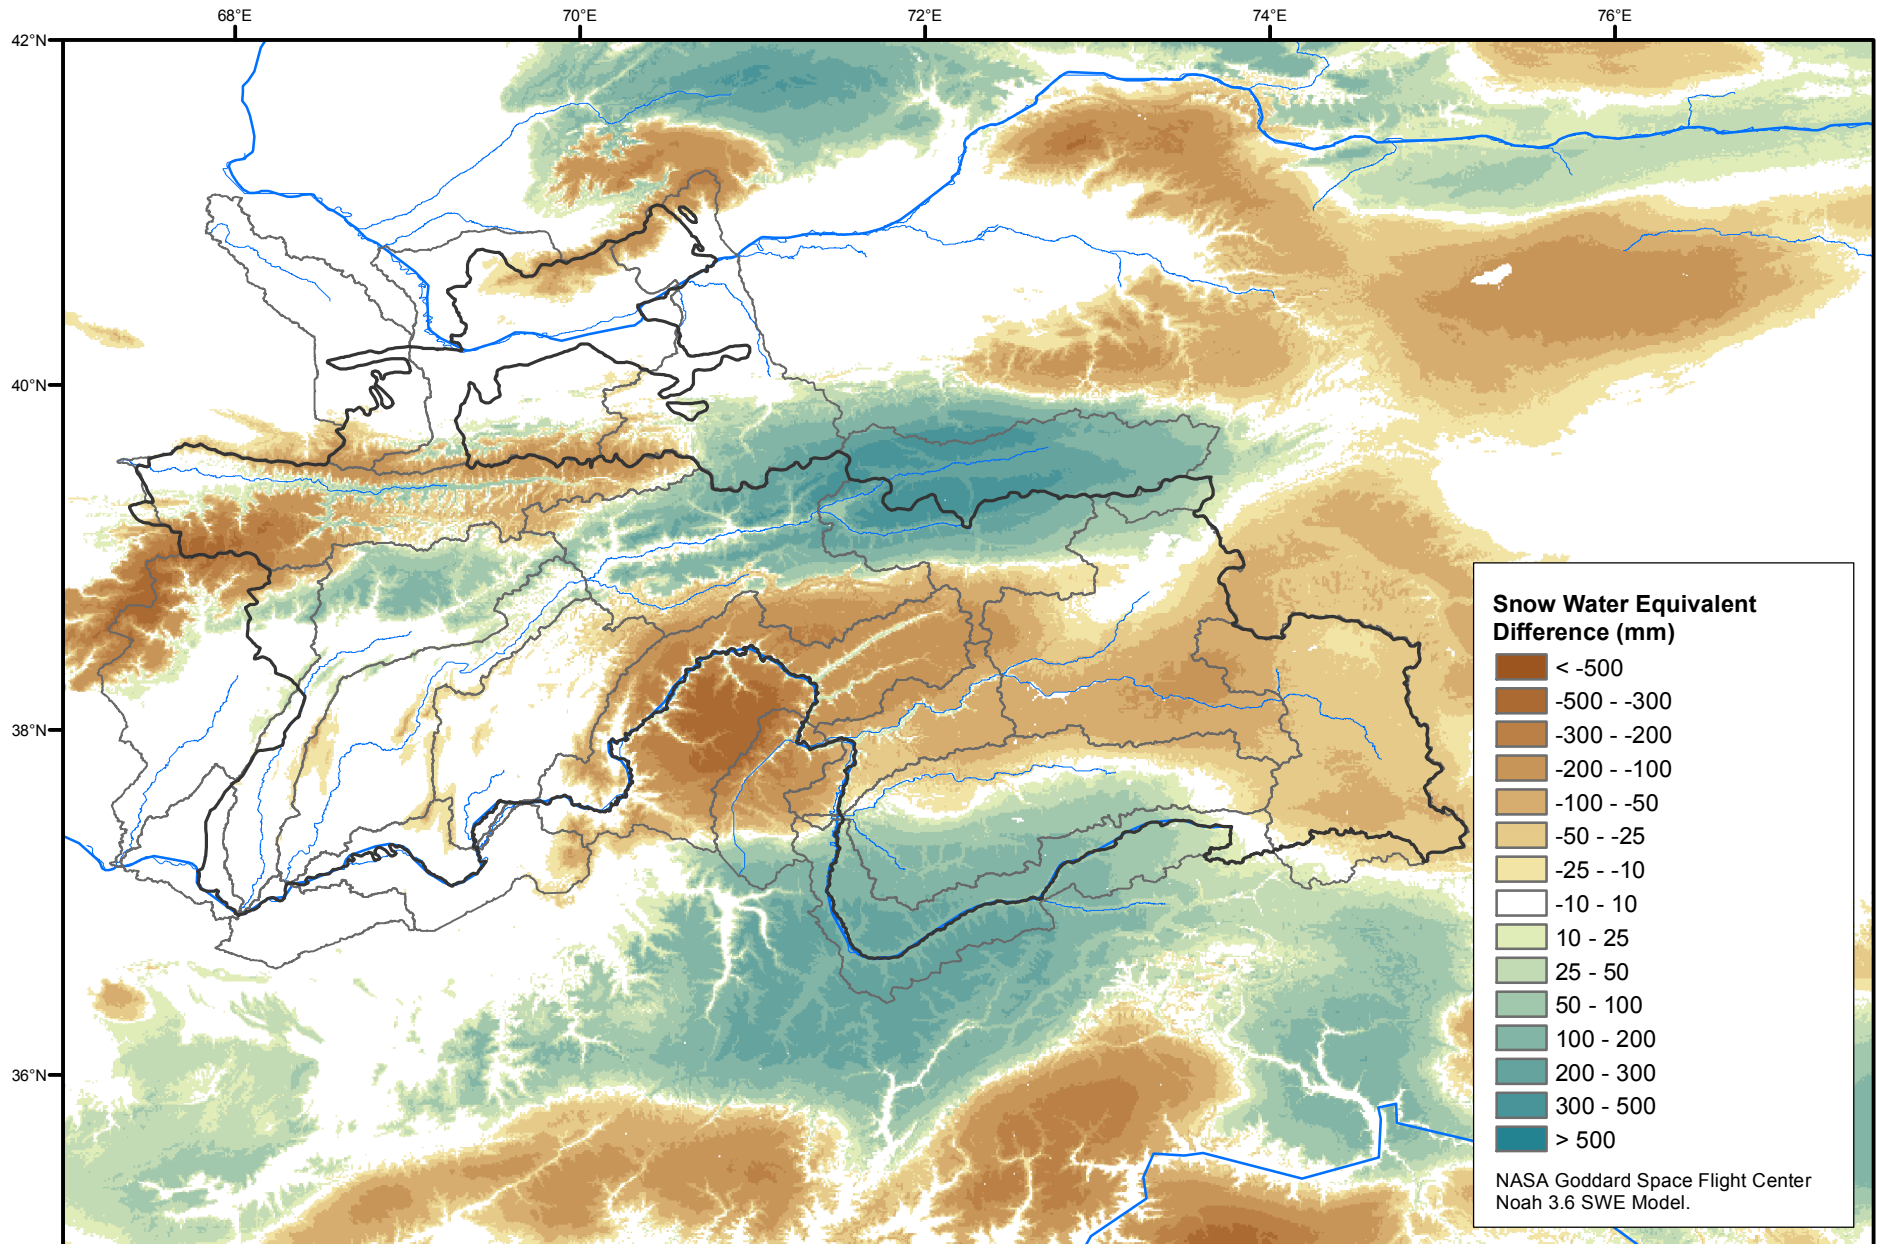 68°E
70°E
72°E
74°E
76°E
42°N
40°N
38°N
36°N
Snow Water Equivalent
Difference (mm)
< -500
-500 - -300
-300 - -200
-200 - -100
-100 - -50
-50 - -25
-25 - -10
-10 - 10
10 - 25
25 - 50
50 - 100
100 - 200
200 - 300
300 - 500
> 500
NASA Goddard Space Flight Center
Noah 3.6 SWE Model.